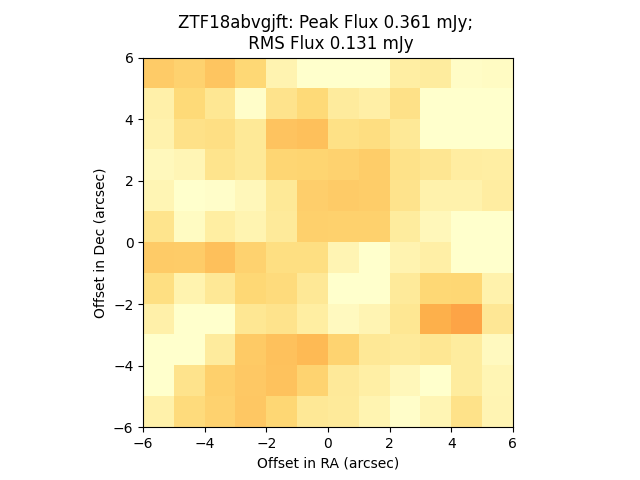 ZTF18abvgjft: Peak Flux 0.361 mJy;
RMS Flux 0.131 mJy
6
4
2
0
−2
−4
−6
Offset in Dec (arcsec)
−6 −4 −2 0 2 4 6
Offset in RA (arcsec)